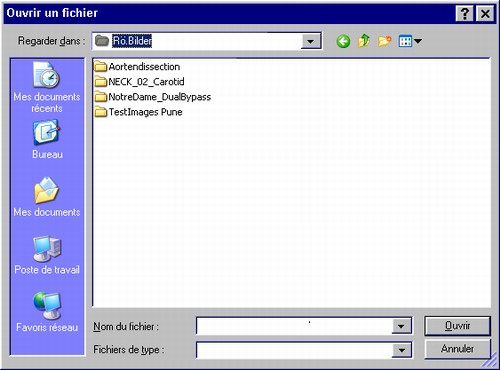 Ouvrir un fichier
Regarder dans :
Rö.Bilder
Mes documents
récents
Bureau
Mes documents
Poste de travail
Favoris réseau
Aortendissection
NECK_02_Carotid
NotreDame_DualBypass
TestImages Pune
Nom du fichier :
Ouvrir
Fichiers de type :
Annuler